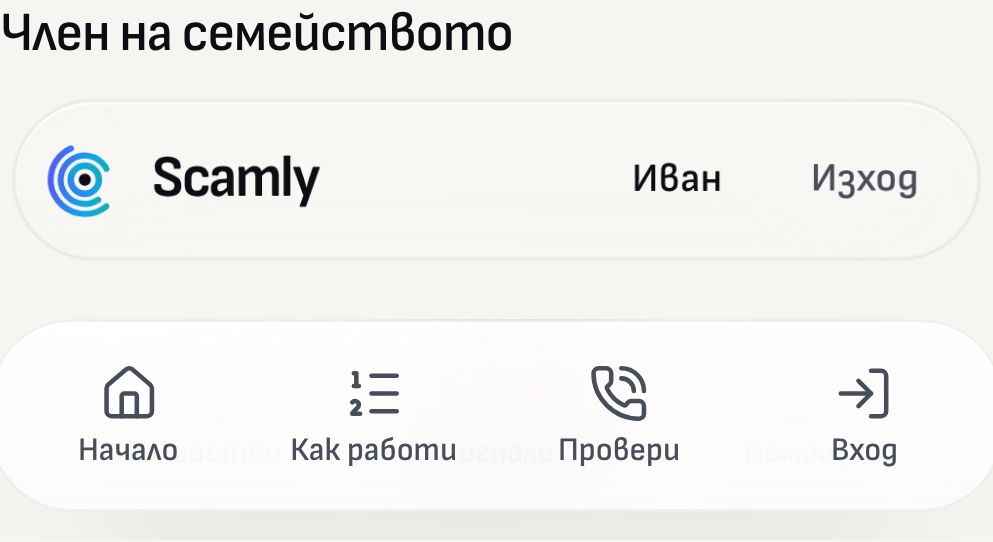 Член на семейството
Scamly Иван Изход
Начало Как работи Провери Вход